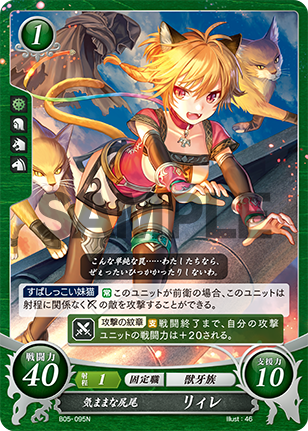 1
SAMPLE
こんな単純な罠……わたしたちなら、
ぜぇったいひっかかったりしないわ。
すばしっこい妹猫 常 このユニットが前衛の場合、このユニットは
射程に関係なく の敵を攻撃することができる。
攻撃の紋章 支 戦闘終了まで、自分の攻撃
ユニットの戦闘力は+20される。
戦闘力
40
射程 1 固定職 獣牙族
支援力
10
気ままな尻尾 リィレ
B05-095N
Illust:46